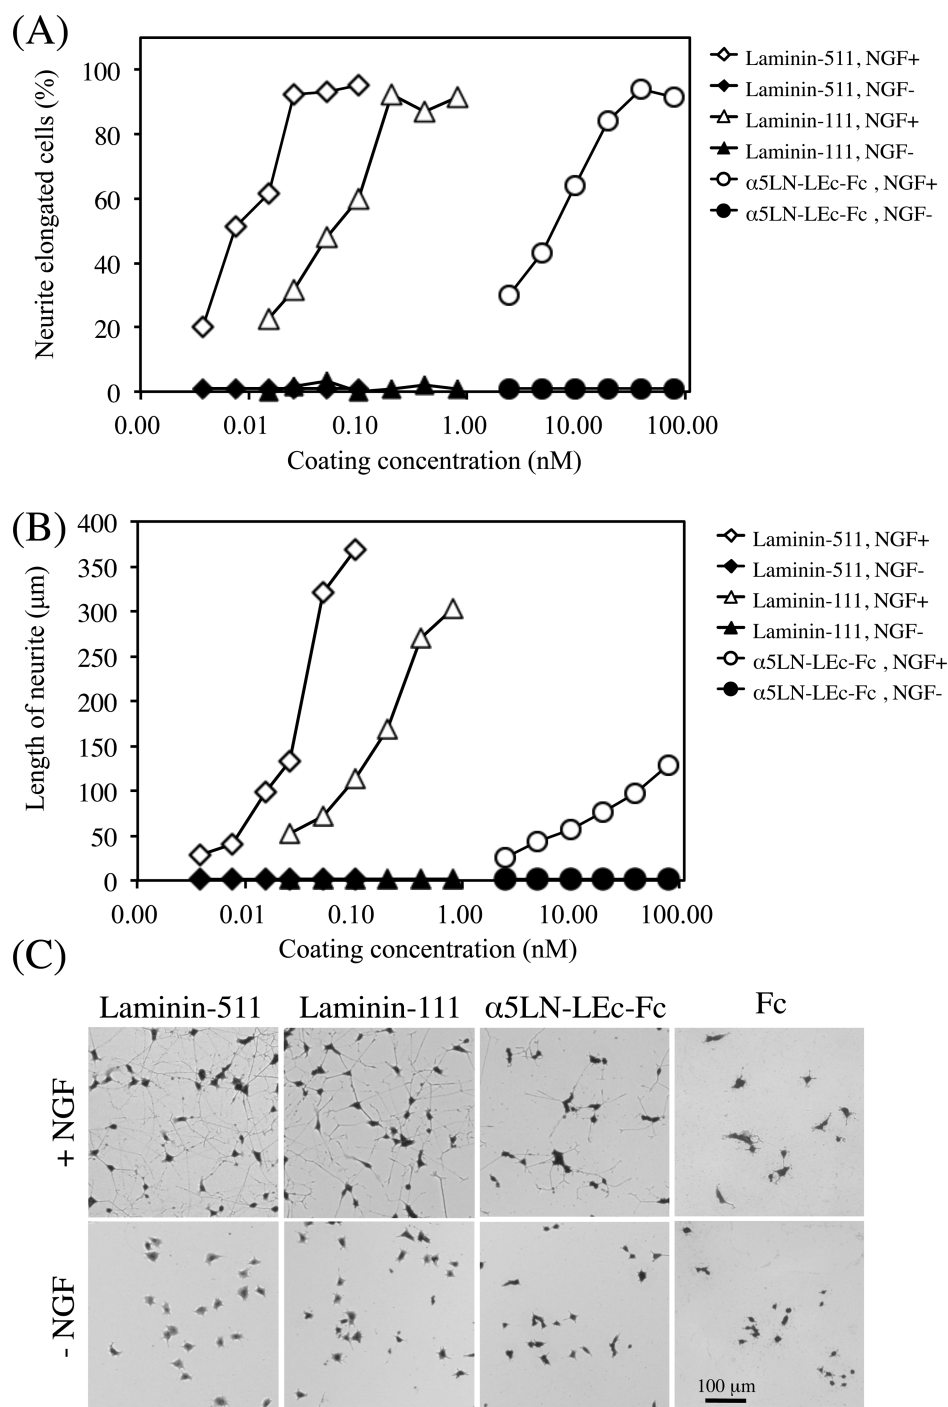 (A)
100
80
60
40
20
0
Neurite elongated cells (%)
0.00 0.01 0.10 1.00 10.00 100.00
Coating concentration (nM)
Laminin-511, NGF+
Laminin-511, NGF-
Laminin-111, NGF+
Laminin-111, NGF-
α5LN-LEc-Fc , NGF+
α5LN-LEc-Fc , NGF-
(B)
400
350
300
250
200
150
100
50
0
Length of neurite (μm)
0.00 0.01 0.10 1.00 10.00 100.00
Coating concentration (nM)
Laminin-511, NGF+
Laminin-511, NGF-
Laminin-111, NGF+
Laminin-111, NGF-
α5LN-LEc-Fc , NGF+
α5LN-LEc-Fc , NGF-
(C)
Laminin-511 Laminin-111 α5LN-LEc-Fc Fc
+ NGF
- NGF
100 μm